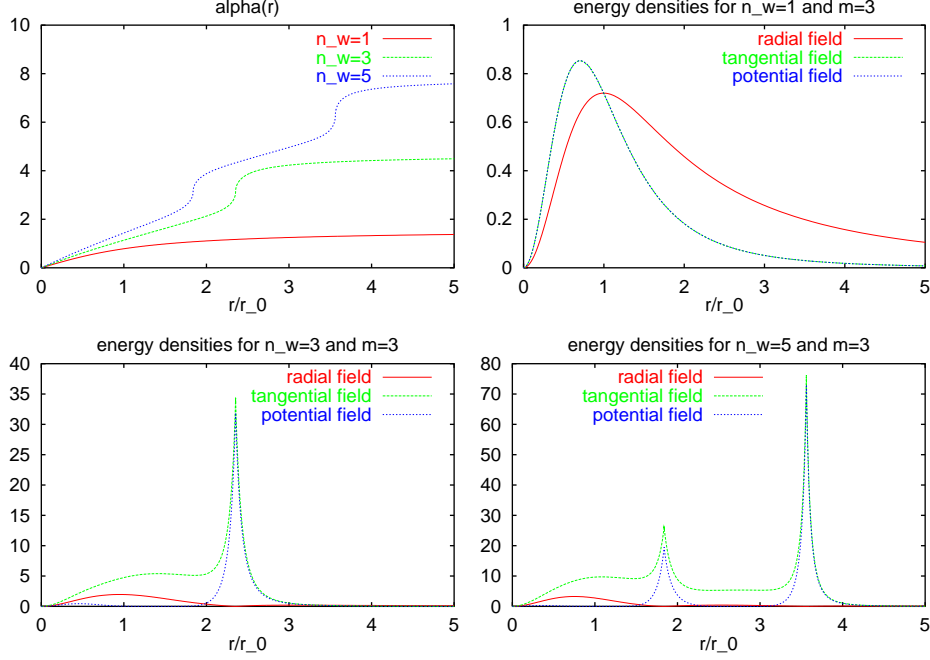 alpha(r)
n_w=1
n_w=3
n_w=5
10
8
6
4
2
0
0 1 2 3 4 5
r/r_0
energy densities for n_w=1 and m=3
radial field
tangential field
potential field
1
0.8
0.6
0.4
0.2
0
0 1 2 3 4 5
r/r_0
energy densities for n_w=3 and m=3
radial field
tangential field
potential field
40
35
30
25
20
15
10
5
0
0 1 2 3 4 5
r/r_0
energy densities for n_w=5 and m=3
radial field
tangential field
potential field
80
70
60
50
40
30
20
10
0
0 1 2 3 4 5
r/r_0